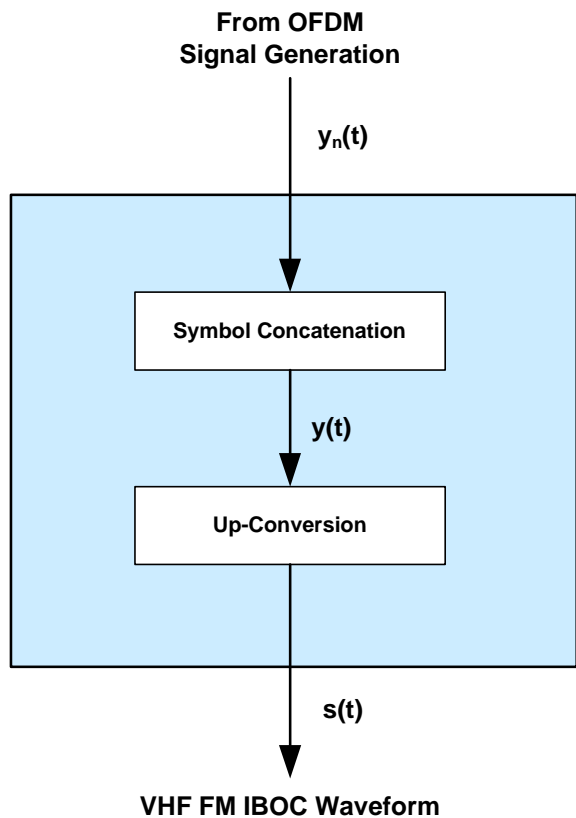 From OFDM
Signal Generation
yn(t)
Symbol Concatenation
y(t)
Up-Conversion
s(t)
VHF FM IBOC Waveform